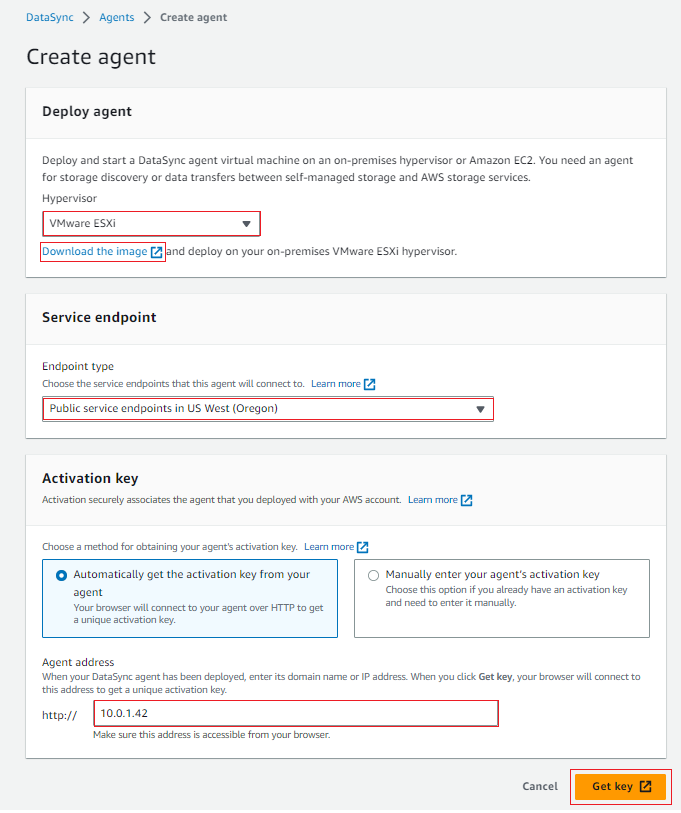 DataSync > Agents > Create agent
Create agent
Deploy agent
Deploy and start a DataSync agent virtual machine on an on-premises hypervisor or Amazon EC2. You need an agent
for storage discovery or data transfers between self-managed storage and AWS storage services.
Hypervisor
VMware ESXi
Download the image and deploy on your on-premises VMware ESXi hypervisor.
Service endpoint
Endpoint type
Choose the service endpoints that this agent will connect to. Learn more
Public service endpoints in US West (Oregon)
Activation key
Activation securely associates the agent that you deployed with your AWS account. Learn more
Choose a method for obtaining your agent's activation key. Learn more
Automatically get the activation key from your
agent
Your browser will connect to your agent over HTTP to get
a unique activation key.
Manually enter your agent's activation key
Choose this option if you already have an activation key
and need to enter it manually.
Agent address
When your DataSync agent has been deployed, enter its domain name or IP address. When you click Get key, your browser will connect to
this address to get a unique activation key.
http:// 10.0.1.42
Make sure this address is accessible from your browser.
Cancel Get key